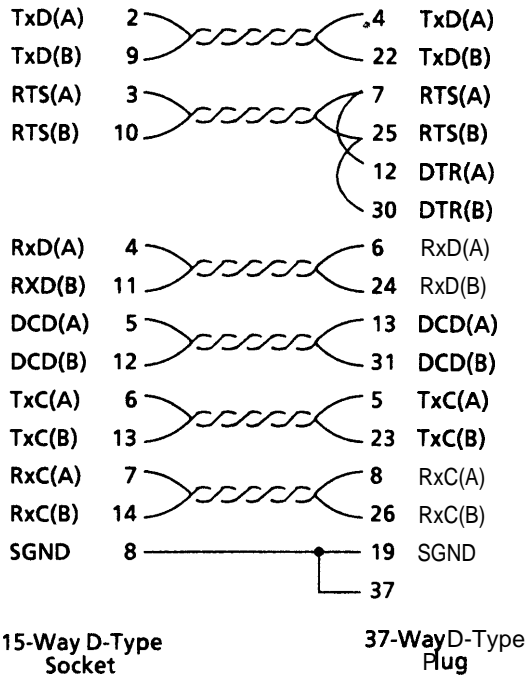 TxD(A) 2 4 TxD(A)
TxD(B) 9 22 TxD(B)
RTS(A) 3 7 RTS(A)
RTS(B) 10 25 RTS(B)
12 DTR(A)
30 DTR(B)
RxD(A) 4 6 RxD(A)
RXD(B) 11 24 RxD(B)
DCD(A) 5 13 DCD(A)
DCD(B) 12 31 DCD(B)
TxC(A) 6 5 TxC(A)
TxC(B) 13 23 TxC(B)
RxC(A) 7 8 RxC(A)
RxC(B) 14 26 RxC(B)
SGND 8 19 SGND
37
15-Way D-Type 37-WayD-Type
Socket Plug